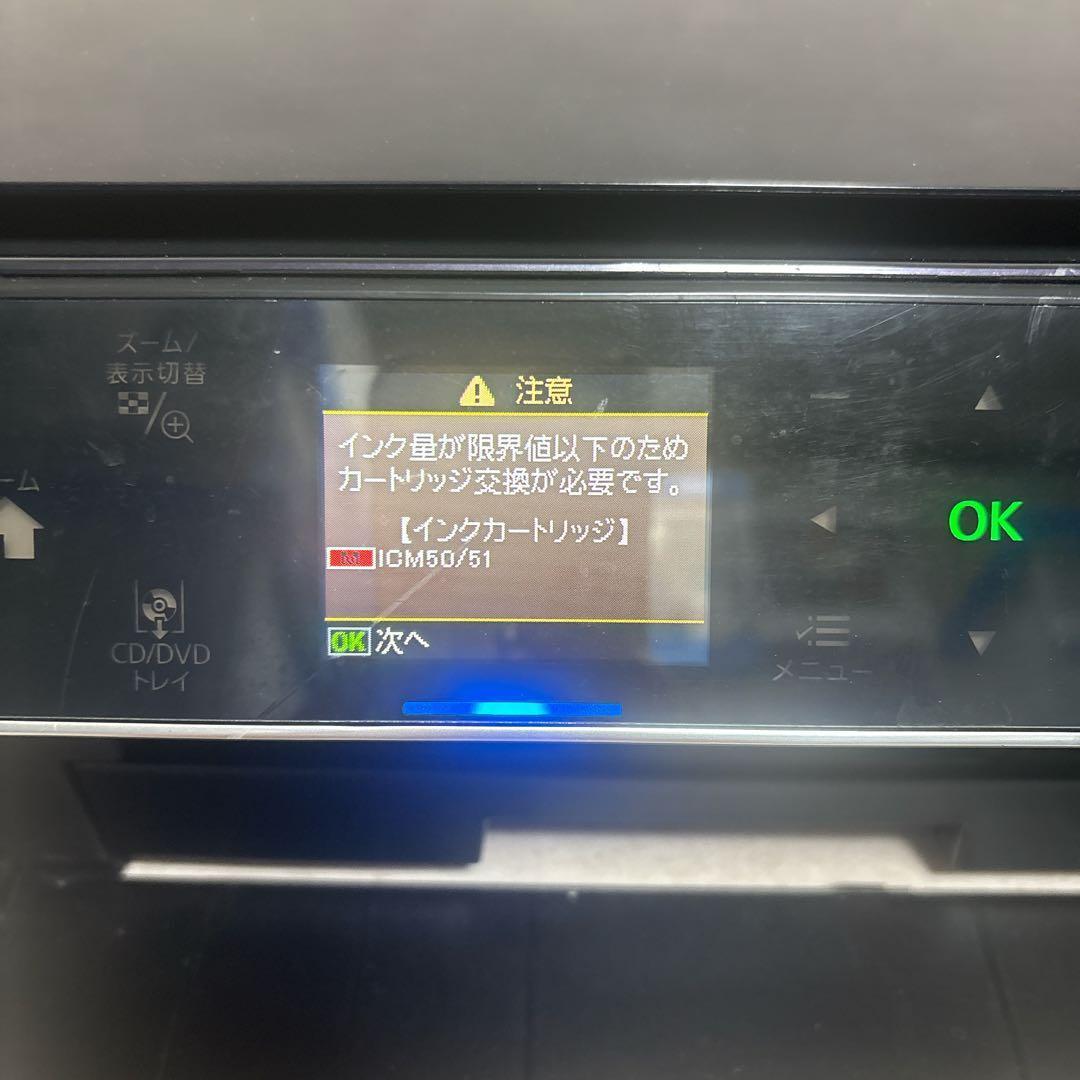 ズーム/
表示切替
ーム
CD/DVD
トレイ
注意
インク量が限界値以下のため
カートリッジ交換が必要です。
【インクカートリッジ】
M ICM50/51
OK 次へ
OK
メニュー